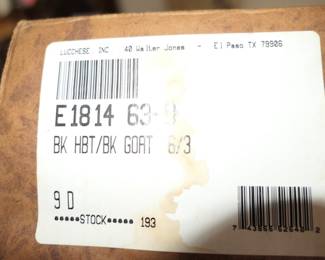 LUCCHESE INC. 40 Walter Jones - El Paso TX 79906
E1814 63-9
BK HBT/BK GOAT 6/3
9 D
•••••STOCK••••• 193